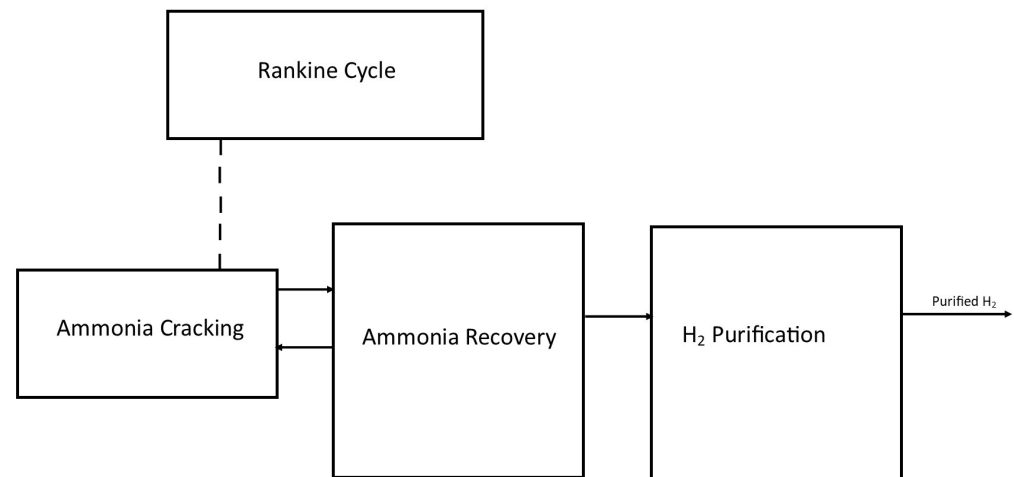 Rankine Cycle
Ammonia Cracking
Ammonia Recovery
H₂ Purification
Purified H₂